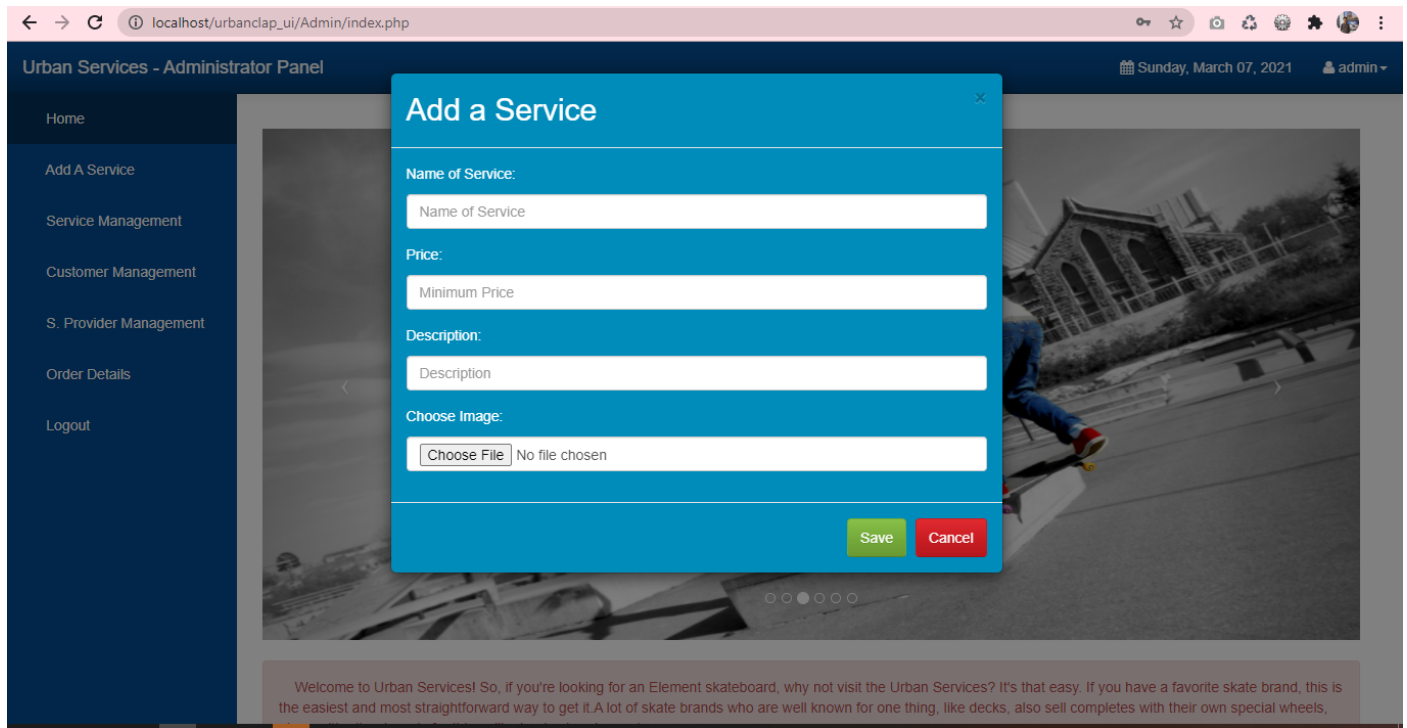 localhost/urbanclap_ui/Admin/index.php
Urban Services - Administrator Panel
Sunday, March 07, 2021
admin
Home
Add A Service
Service Management
Customer Management
S. Provider Management
Order Details
Logout
Add a Service
×
Name of Service:
Name of Service
Price:
Minimum Price
Description:
Description
Choose Image:
Choose File No file chosen
Save
Cancel
Welcome to Urban Services! So, if you're looking for an Element skateboard, why not visit the Urban Services? It's that easy. If you have a favorite skate brand, this is
the easiest and most straightforward way to get it.A lot of skate brands who are well known for one thing, like decks, also sell completes with their own special wheels,